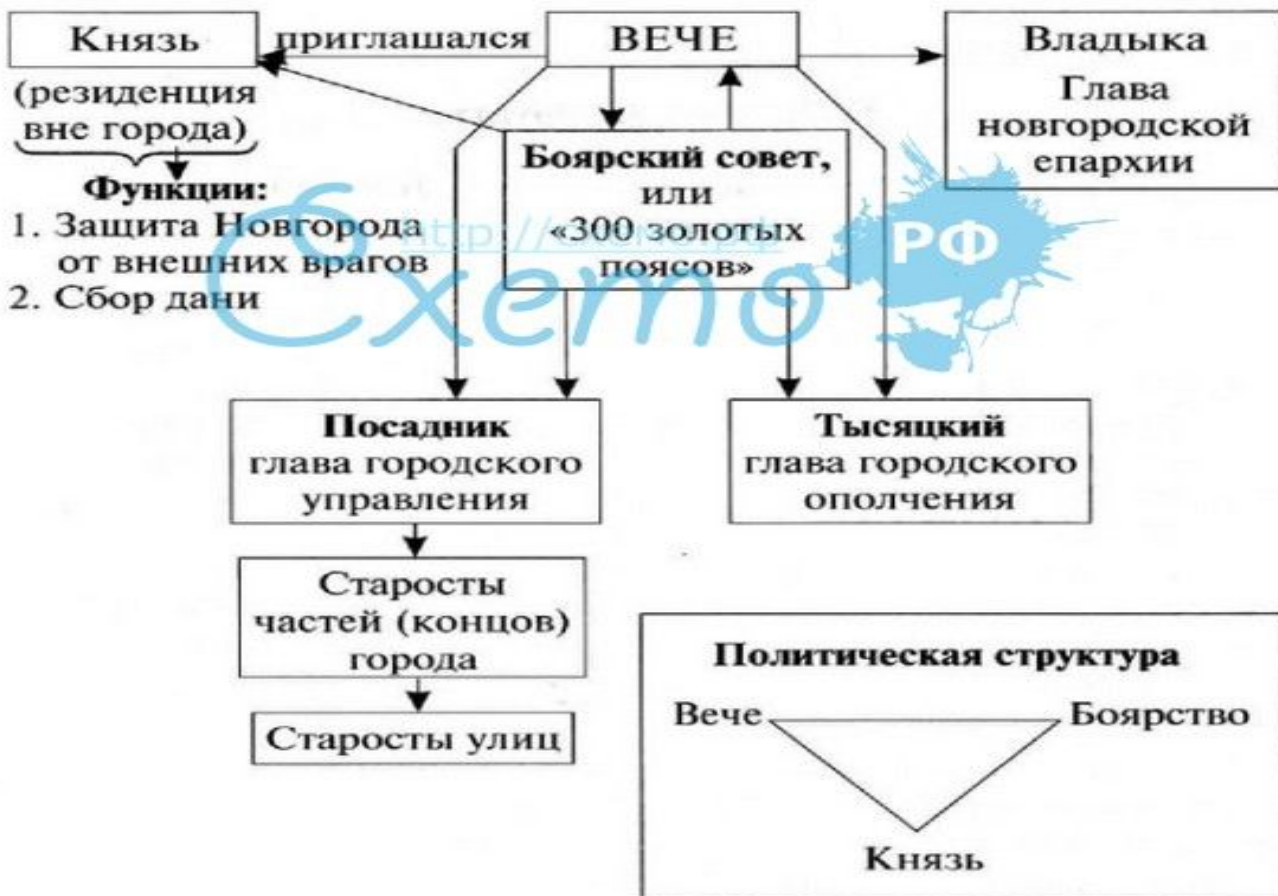 Князь
приглашался
ВЕЧЕ
Владыка
Глава
новгородской
епархии
(резиденция
вне города)
Функции:
1. Защита Новгорода
от внешних врагов
2. Сбор дани
Боярский совет,
или
«300 золотых
поясов»
Схемо
РФ
Посадник
глава городского
управления
Тысяцкий
глава городского
ополчения
Старосты
частей (концов)
города
Старосты улиц
Политическая структура
Вече
Боярство
Князь